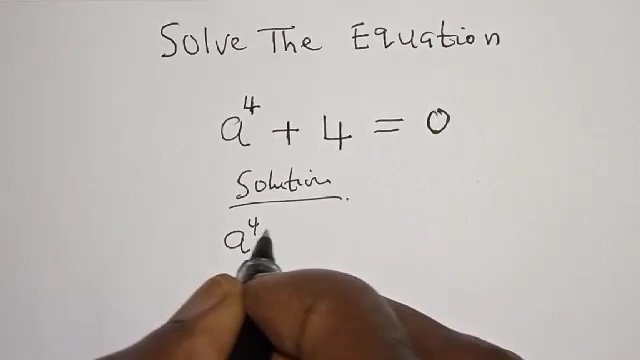 Solve The Equation
a⁴ + 4 = 0
Solution
a⁴